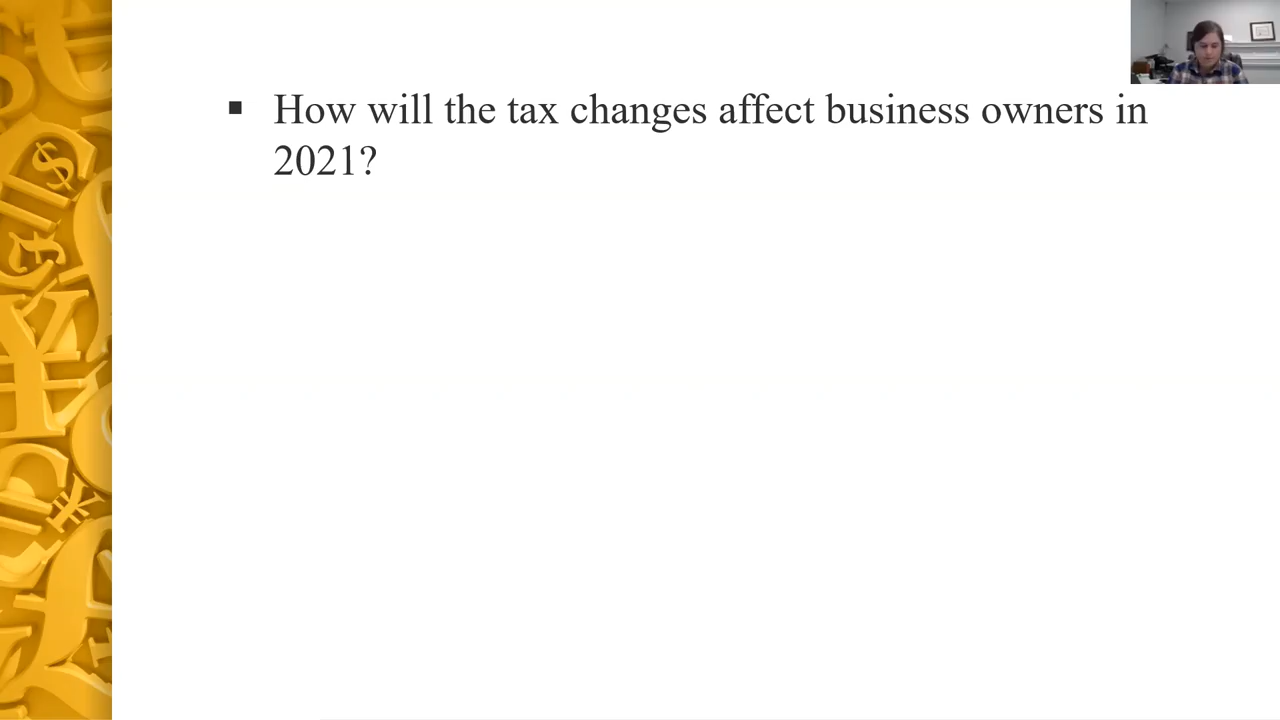 ▪ How will the tax changes affect business owners in
2021?